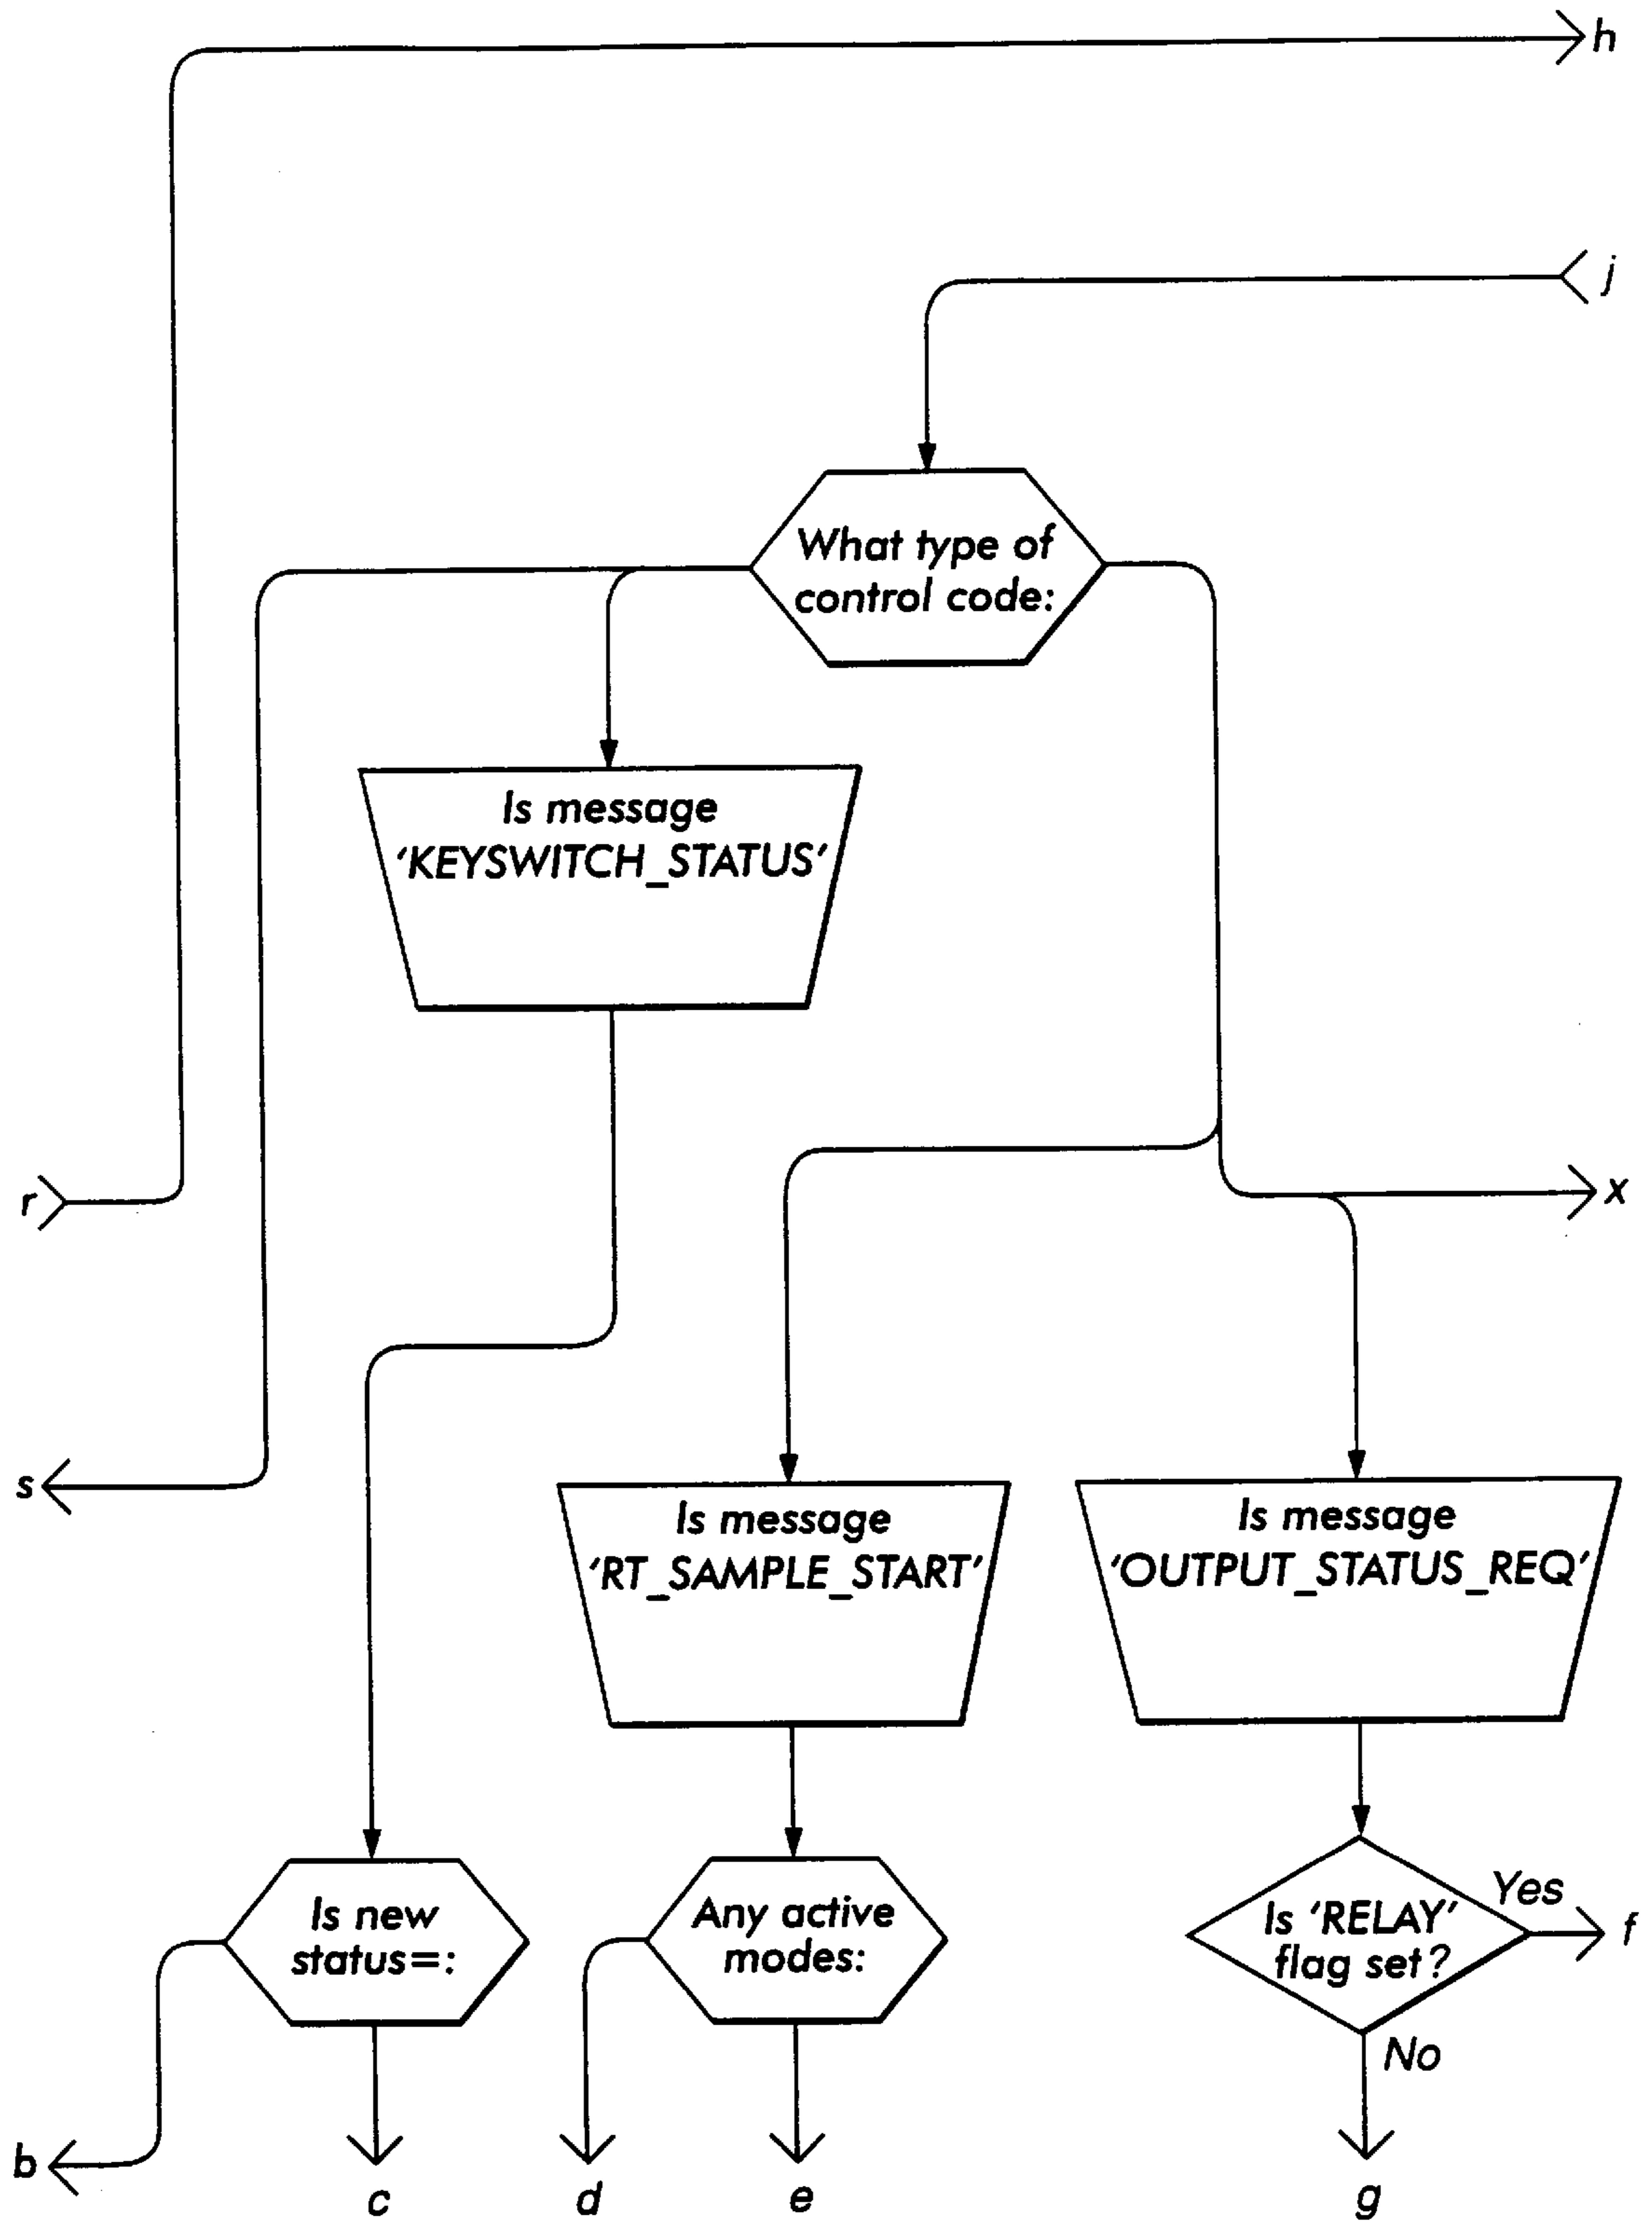 h
j
What type of
control code:
Is message
'KEYSWITCH_STATUS'
r
x
s
Is message
'RT_SAMPLE_START'
Is message
'OUTPUT_STATUS_REQ'
Is new
status=:
Any active
modes:
Is 'RELAY'
flag set?
Yes
f
No
b
c
d
e
g